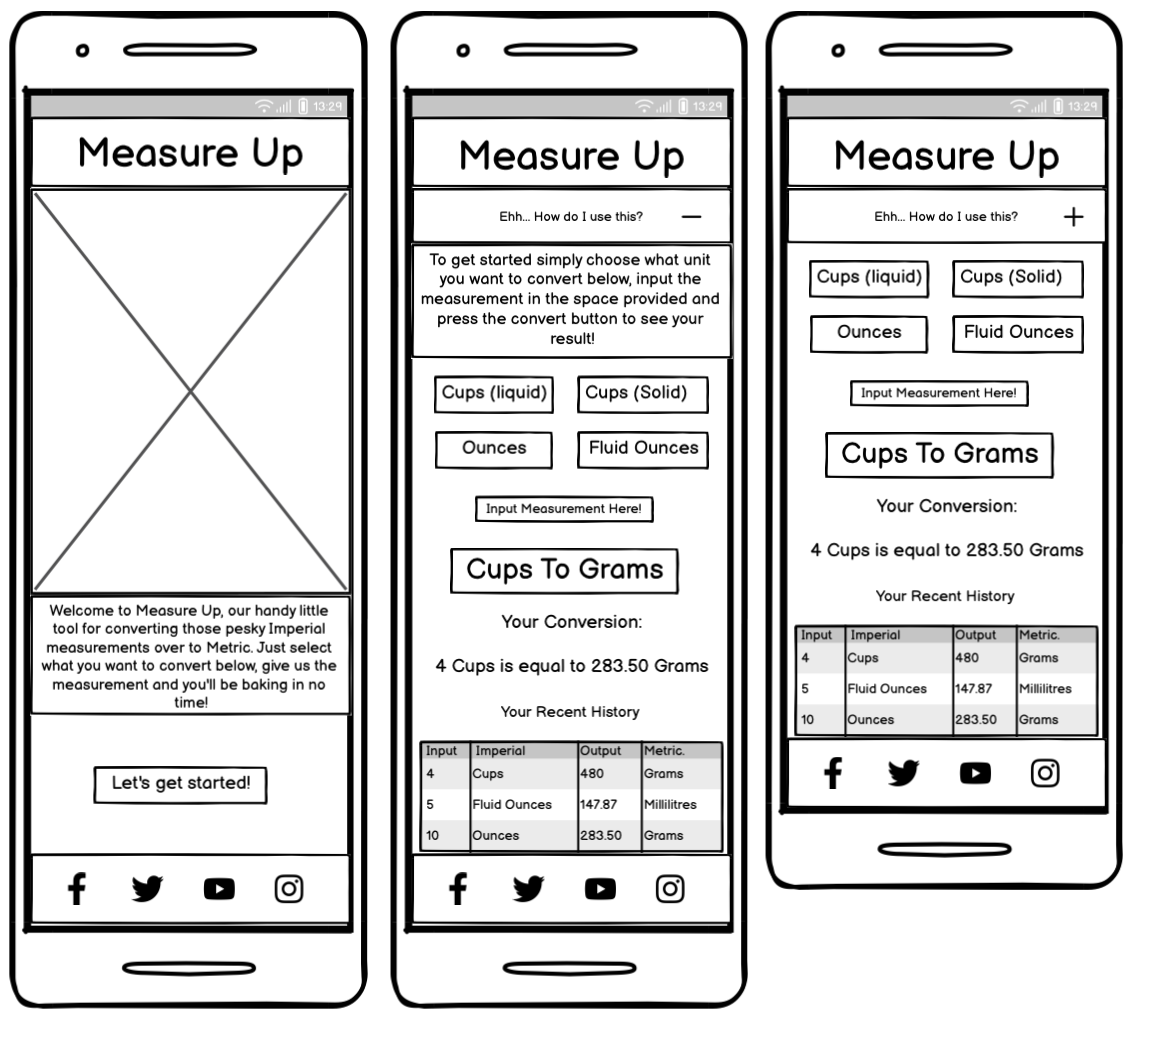 13:29
Measure Up
Welcome to Measure Up, our handy little
tool for converting those pesky Imperial
measurements over to Metric. Just select
what you want to convert below, give us the
measurement and you'll be baking in no
time!
Let's get started!
13:29
Measure Up
Ehh... How do I use this?
To get started simply choose what unit
you want to convert below, input the
measurement in the space provided and
press the convert button to see your
result!
Cups (liquid) Cups (Solid)
Ounces Fluid Ounces
Input Measurement Here!
Cups To Grams
Your Conversion:
4 Cups is equal to 283.50 Grams
Your Recent History
Input Imperial Output Metric.
4 Cups 480 Grams
5 Fluid Ounces 147.87 Millilitres
10 Ounces 283.50 Grams
13:29
Measure Up
Ehh... How do I use this?
Cups (liquid) Cups (Solid)
Ounces Fluid Ounces
Input Measurement Here!
Cups To Grams
Your Conversion:
4 Cups is equal to 283.50 Grams
Your Recent History
Input Imperial Output Metric.
4 Cups 480 Grams
5 Fluid Ounces 147.87 Millilitres
10 Ounces 283.50 Grams